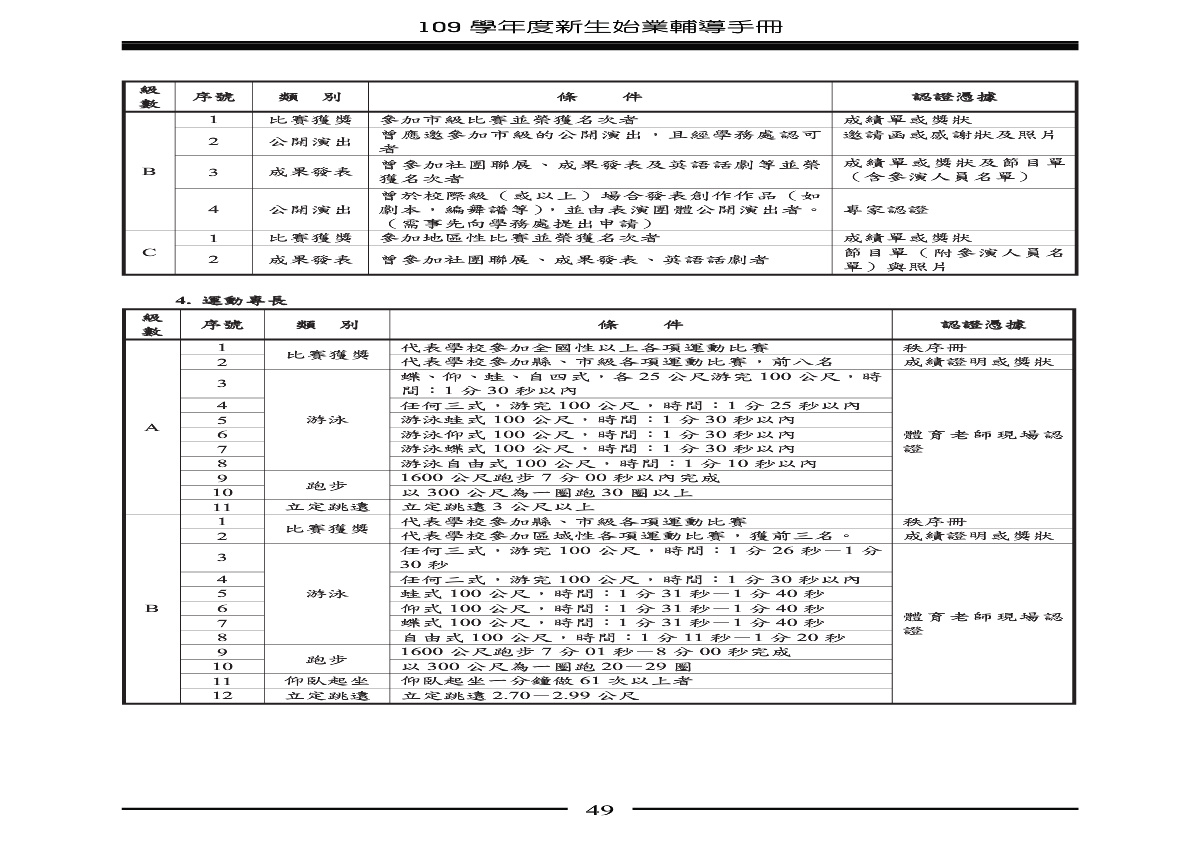 109 學年度新生始業輔導手冊
級
數
序號
類 別
條 件
認證憑據
B
1
比賽獲獎
參加市級比賽並榮獲名次者
成績單或獎狀
2
公開演出
曾應邀參加市級的公開演出，且經學務處認可
者
邀請函或感謝狀及照片
3
成果發表
曾參加社團聯展、成果發表及英語話劇等並榮
獲名次者
成績單或獎狀及節目單
（含參演人員名單）
4
公開演出
曾於校際級（或以上）場合發表創作作品（如
劇本，編舞譜等），並由表演團體公開演出者。
（需事先向學務處提出申請）
專家認證
C
1
比賽獲獎
參加地區性比賽並榮獲名次者
成績單或獎狀
2
成果發表
曾參加社團聯展、成果發表、英語話劇者
節目單（附參演人員名
單）與照片
4. 運動專長
級
數
序號
類 別
條 件
認證憑據
A
1
比賽獲獎
代表學校參加全國性以上各項運動比賽
秩序冊
2
代表學校參加縣、市級各項運動比賽，前八名
成績證明或獎狀
3
游泳
蝶、仰、蛙、自四式，各 25 公尺游完 100 公尺，時
間：1 分 30 秒以內
體育老師現場認
證
4
任何三式，游完 100 公尺，時間：1 分 25 秒以內
5
游泳蛙式 100 公尺，時間：1 分 30 秒以內
6
游泳仰式 100 公尺，時間：1 分 30 秒以內
7
游泳蝶式 100 公尺，時間：1 分 30 秒以內
8
游泳自由式 100 公尺，時間：1 分 10 秒以內
9
跑步
1600 公尺跑步 7 分 00 秒以內完成
10
以 300 公尺為一圈跑 30 圈以上
11
立定跳遠
立定跳遠 3 公尺以上
B
1
比賽獲獎
代表學校參加縣、市級各項運動比賽
秩序冊
2
代表學校參加區域性各項運動比賽，獲前三名。
成績證明或獎狀
3
游泳
任何三式，游完 100 公尺，時間：1 分 26 秒－1 分
30 秒
體育老師現場認
證
4
任何二式，游完 100 公尺，時間：1 分 30 秒以內
5
蛙式 100 公尺，時間：1 分 31 秒－1 分 40 秒
6
仰式 100 公尺，時間：1 分 31 秒－1 分 40 秒
7
蝶式 100 公尺，時間：1 分 31 秒－1 分 40 秒
8
自由式 100 公尺，時間：1 分 11 秒－1 分 20 秒
9
跑步
1600 公尺跑步 7 分 01 秒－8 分 00 秒完成
10
以 300 公尺為一圈跑 20－29 圈
11
仰臥起坐
仰臥起坐一分鐘做 61 次以上者
12
立定跳遠
立定跳遠 2.70－2.99 公尺
49